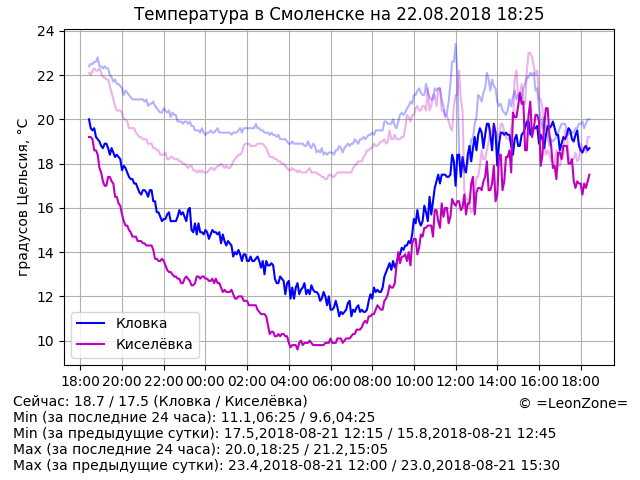 Температура в Смоленске на 22.08.2018 18:25
24
22
20
18
16
14
12
10
градусов Цельсия, °C
Кловка
Киселёвка
18:00 20:00 22:00 00:00 02:00 04:00 06:00 08:00 10:00 12:00 14:00 16:00 18:00
Сейчас: 18.7 / 17.5 (Кловка / Киселёвка)
© =LeonZone=
Min (за последние 24 часа): 11.1,06:25 / 9.6,04:25
Min (за предыдущие сутки): 17.5,2018-08-21 12:15 / 15.8,2018-08-21 12:45
Max (за последние 24 часа): 20.0,18:25 / 21.2,15:05
Max (за предыдущие сутки): 23.4,2018-08-21 12:00 / 23.0,2018-08-21 15:30